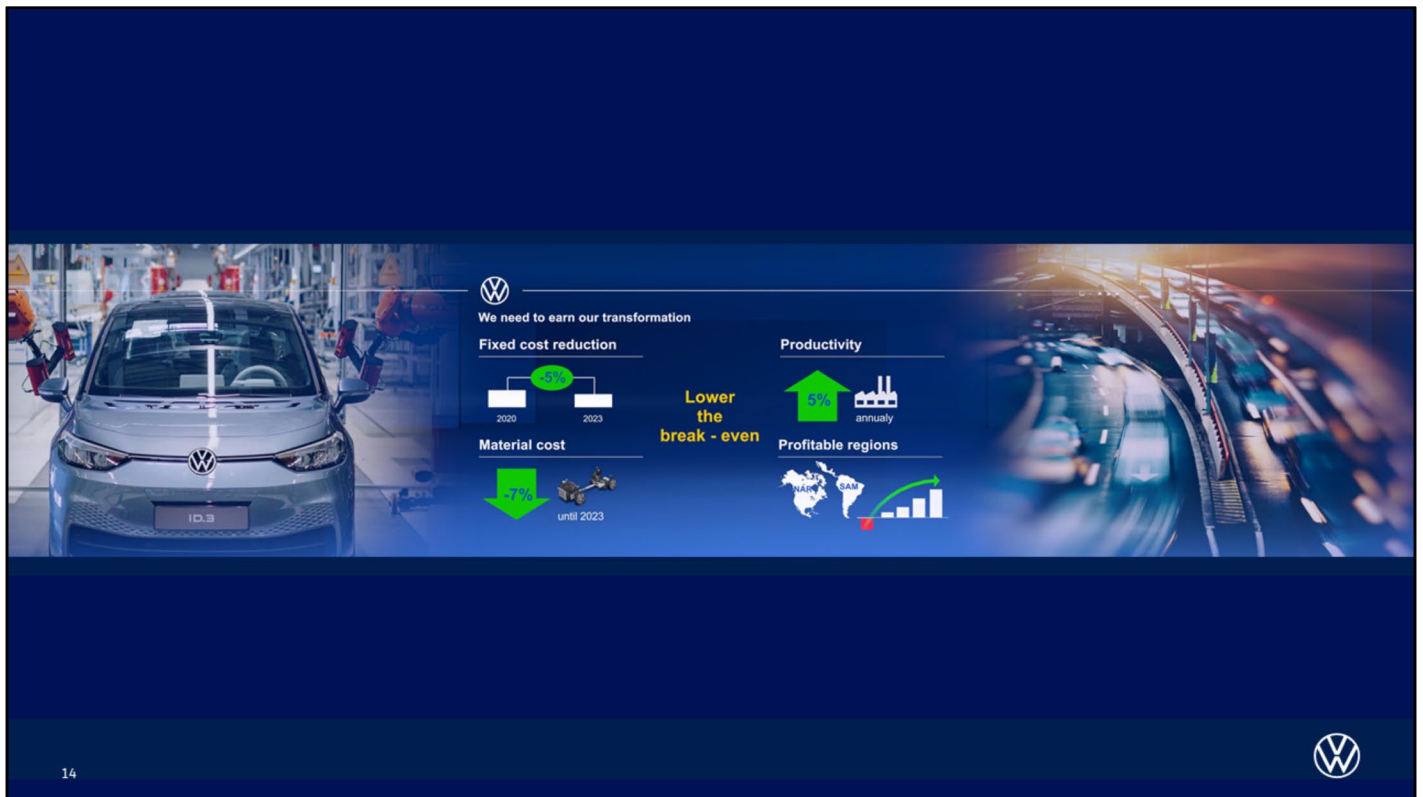 We need to earn our transformation
Fixed cost reduction
-5%
2020
2023
Material cost
-7%
until 2023
Lower
the
break - even
Productivity
5%
annualy
Profitable regions
NAR
SAM
ID.3
14